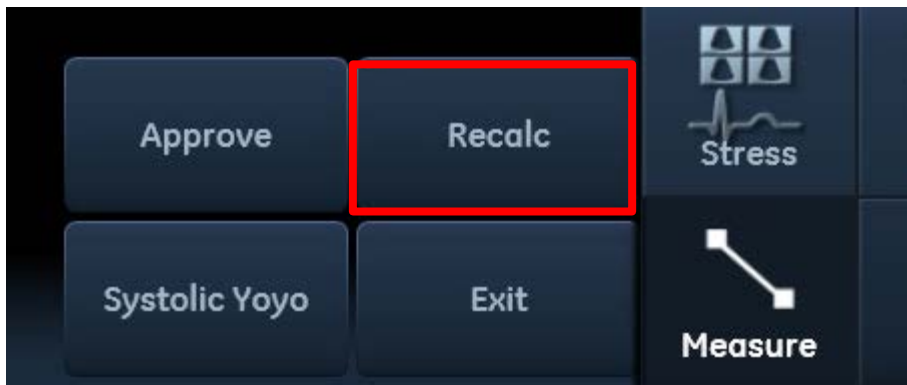 Approve
Recalc
Stress
Systolic Yoyo
Exit
Measure